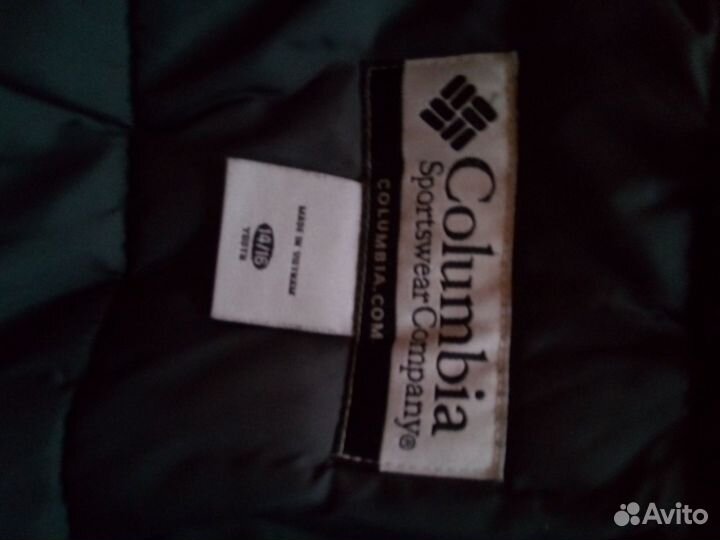 Columbia
Sportswear Company®
COLUMBIA.COM
MADE IN VIETNAM
14/16
YOUTH
Avito